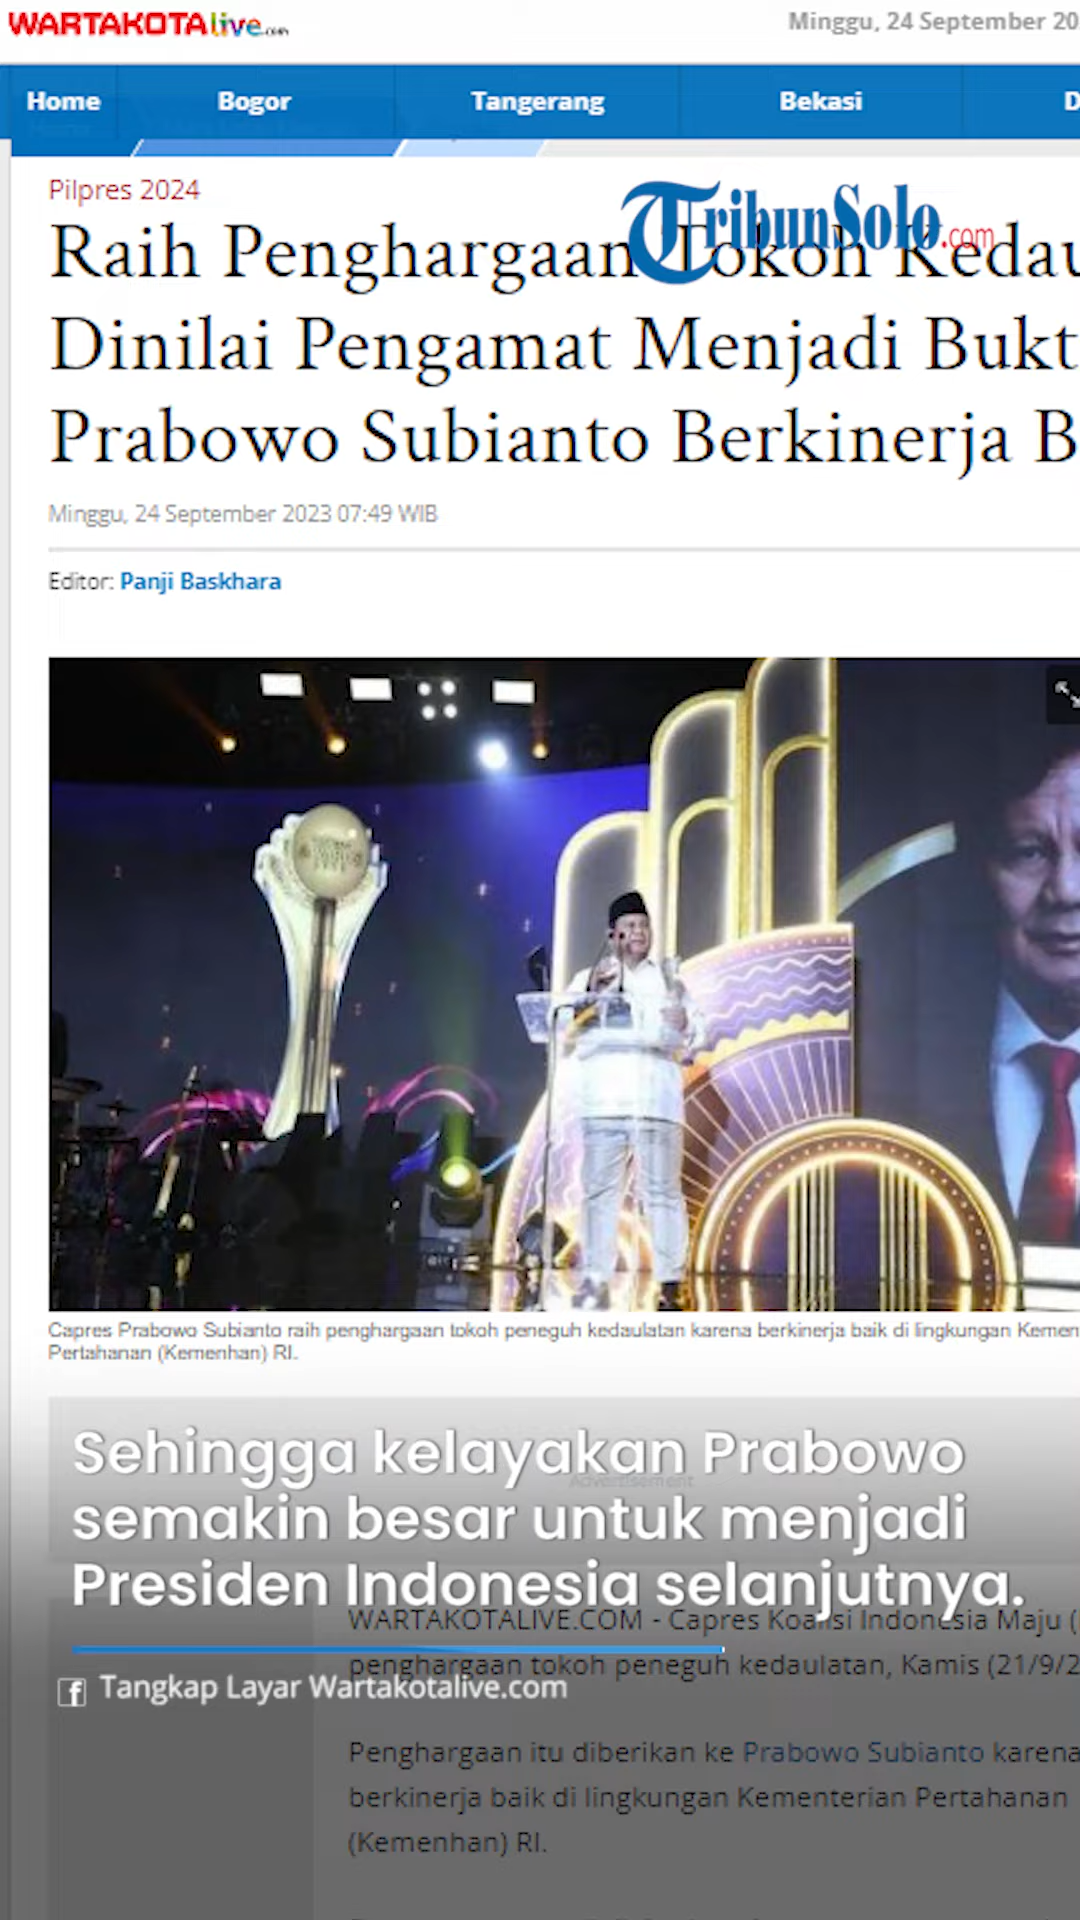 WARTAKOTAlive.com
Minggu, 24 September 20
Home Bogor Tangerang Bekasi D
Pilpres 2024
TribunSolo.com
Raih Penghargaan Tokoh Kedau
Dinilai Pengamat Menjadi Bukt
Prabowo Subianto Berkinerja B
Minggu, 24 September 2023 07:49 WIB
Editor: Panji Baskhara
Capres Prabowo Subianto raih penghargaan tokoh peneguh kedaulatan karena berkinerja baik di lingkungan Kemen
Pertahanan (Kemenhan) RI.
Advertisement
Sehingga kelayakan Prabowo
semakin besar untuk menjadi
Presiden Indonesia selanjutnya.
WARTAKOTALIVE.COM - Capres Koalisi Indonesia Maju (
penghargaan tokoh peneguh kedaulatan, Kamis (21/9/2
Tangkap Layar Wartakotalive.com
Penghargaan itu diberikan ke Prabowo Subianto karena
berkinerja baik di lingkungan Kementerian Pertahanan
(Kemenhan) RI.